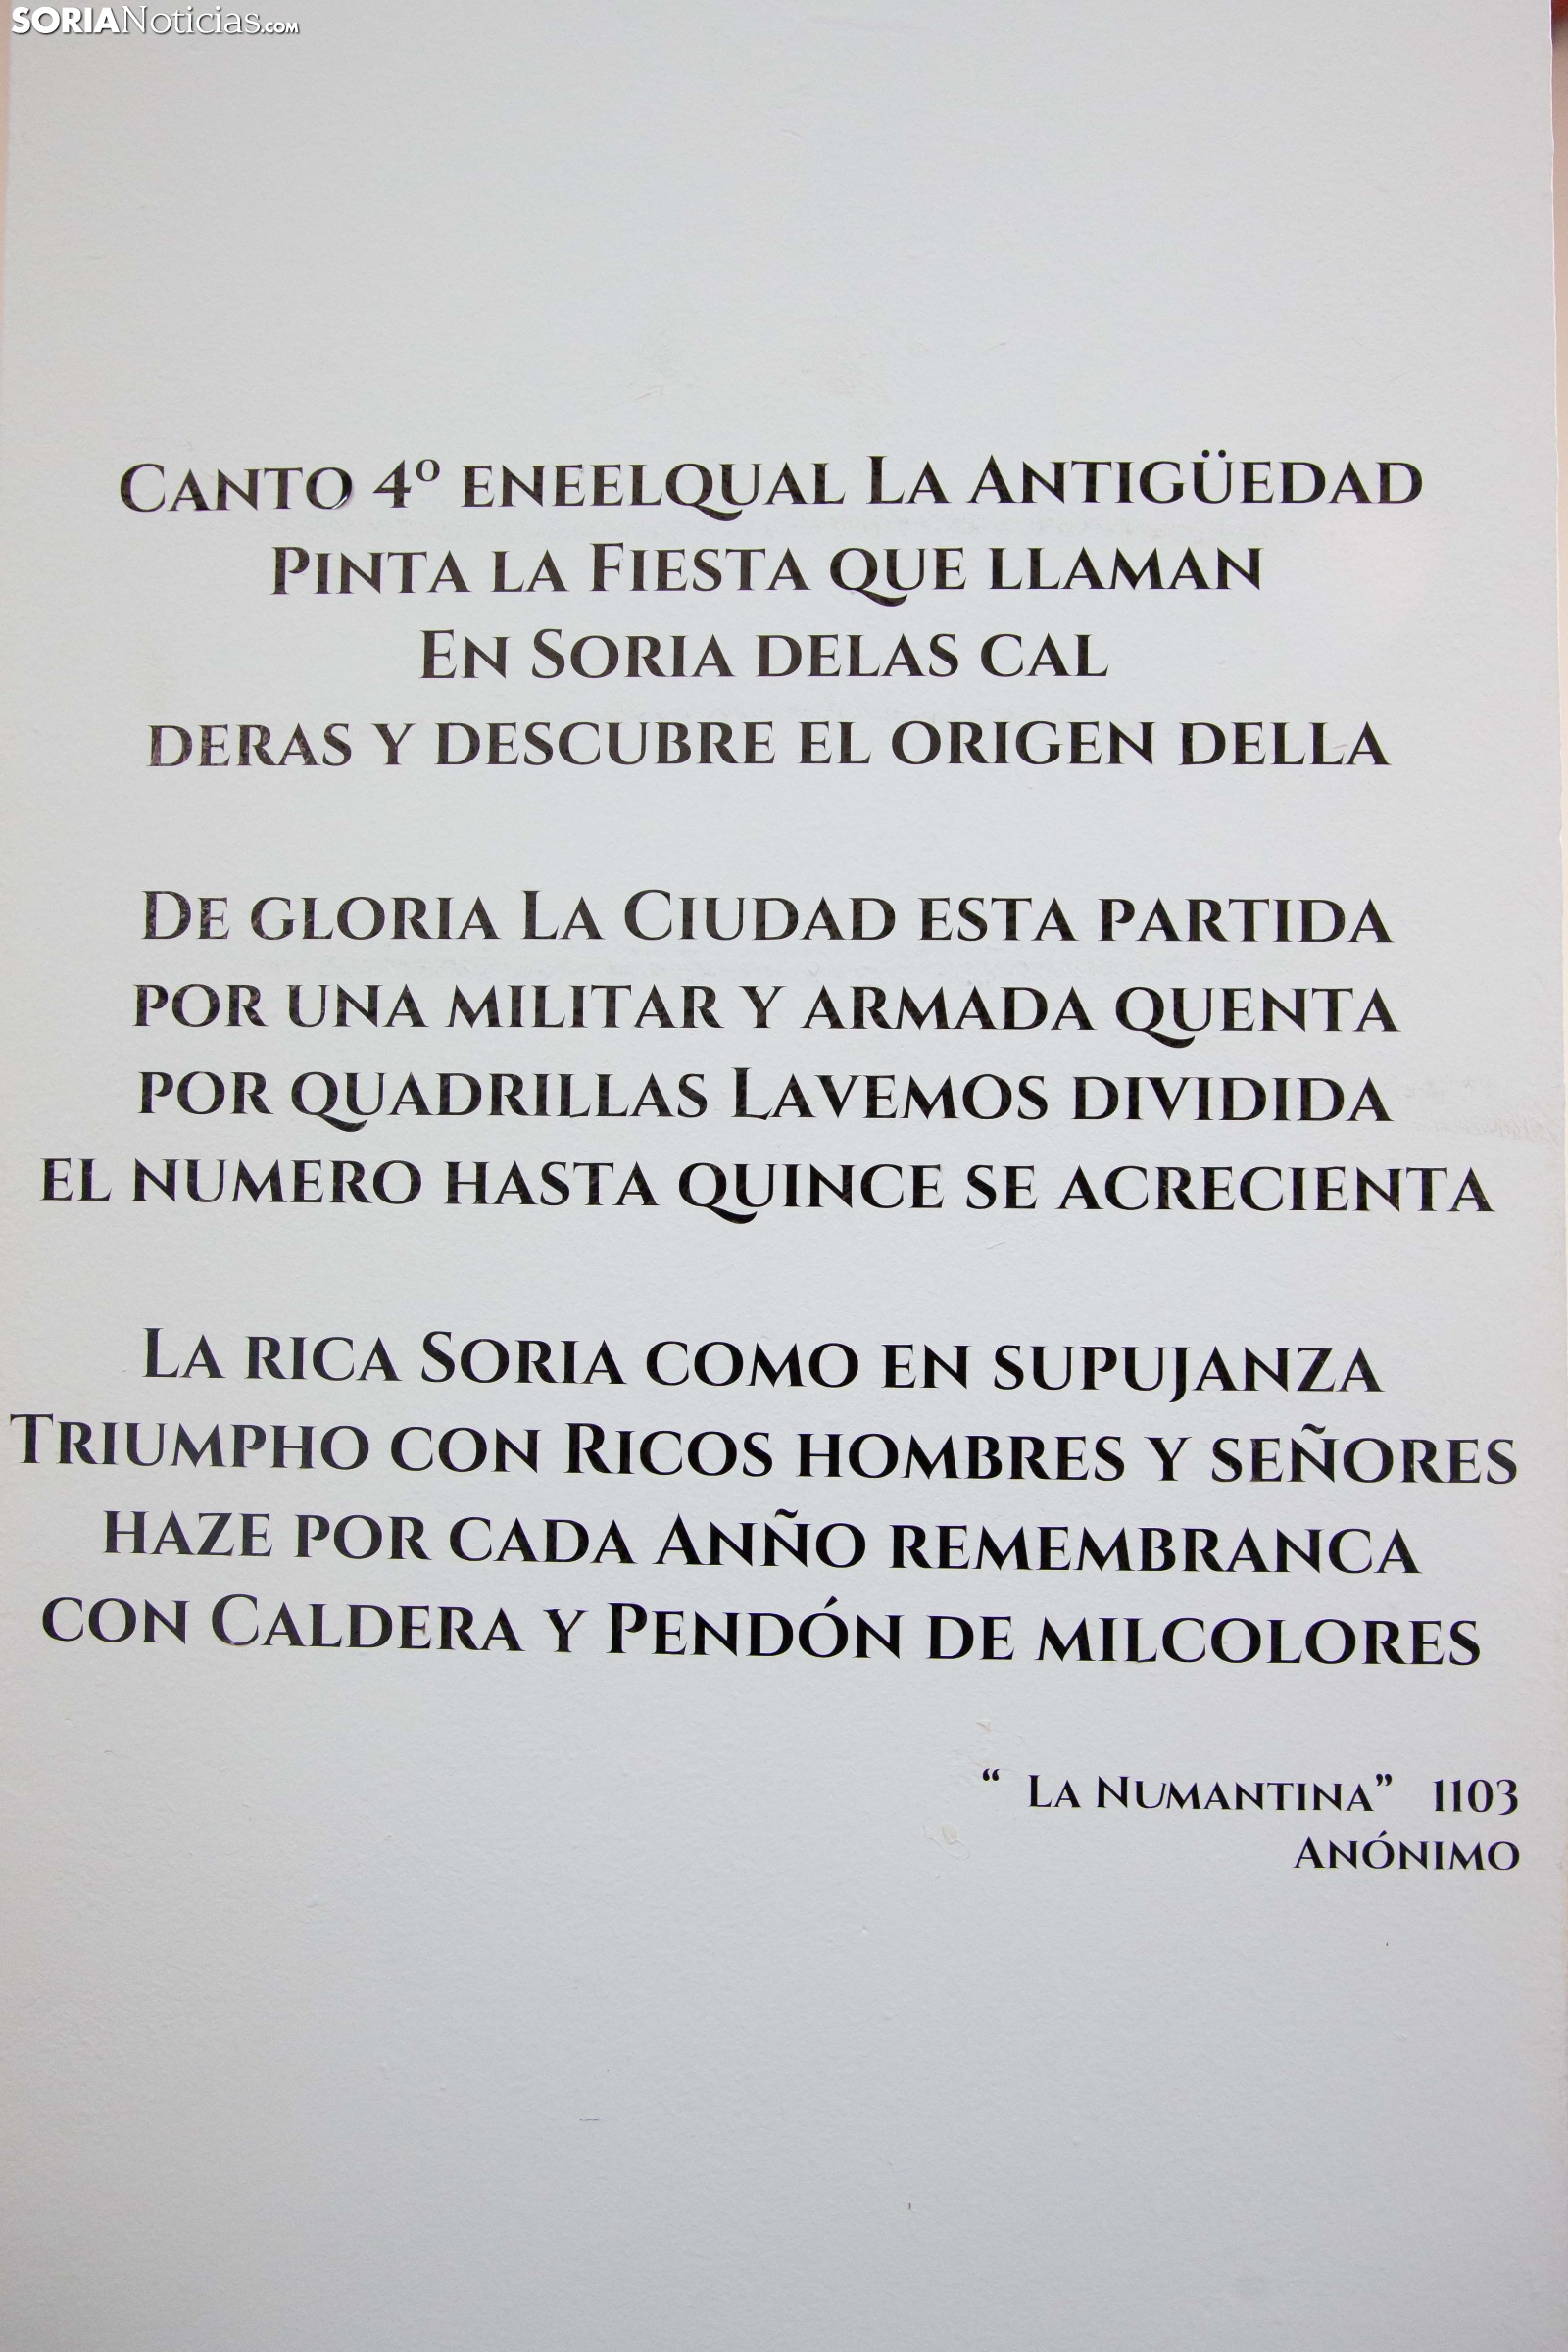 SORIANoticias.com
Canto 4º eneelqual La Antigüedad
pinta la Fiesta que llaman
En Soria delas cal
deras y descubre el origen della
De gloria La Ciudad esta partida
por una militar y armada quenta
por quadrillas Lavemos dividida
el numero hasta quince se acrecienta
La rica Soria como en supujanza
Triumpho con Ricos hombres y señores
haze por cada Anño remembranca
con Caldera y Pendón de milcolores
“ La Numantina” 1103
Anónimo